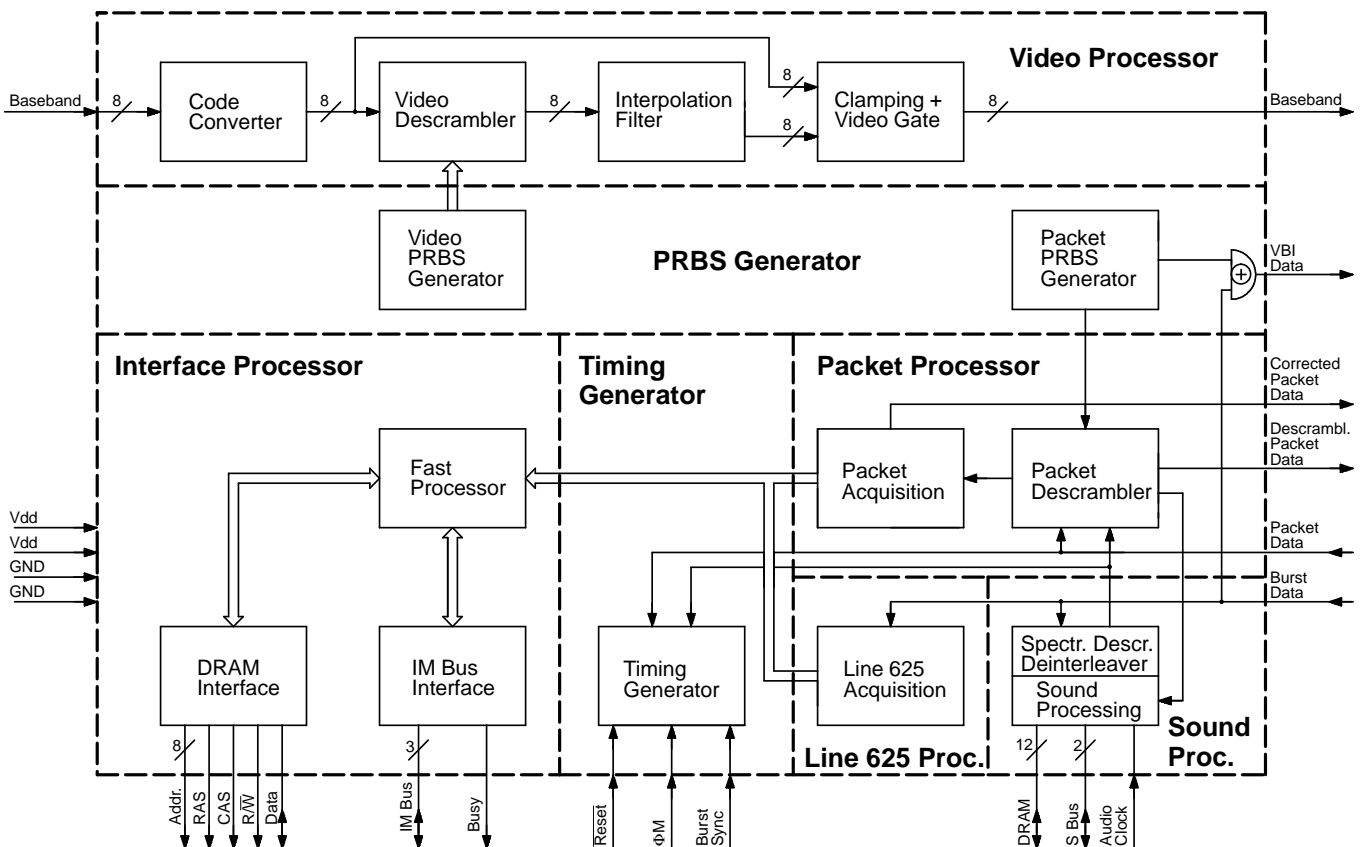 Video Processor
Baseband
8
Code
Converter
8
Video
Descrambler
8
Interpolation
Filter
8
8
Clamping +
Video Gate
8
Baseband
Video
PRBS
Generator
PRBS Generator
Packet
PRBS
Generator
+
VBI
Data
Interface Processor
Timing
Generator
Packet Processor
Corrected
Packet
Data
Fast
Processor
Packet
Acquisition
Packet
Descrambler
Descrambl.
Packet
Data
Vdd
Vdd
GND
GND
Packet
Data
Burst
Data
DRAM
Interface
IM Bus
Interface
Timing
Generator
Line 625
Acquisition
Spectr. Descr.
Deinterleaver
Sound
Processing
Line 625 Proc.
Sound
Proc.
8
3
12
2
Addr.
RAS
CAS
R/W̅
Data
IM Bus
Busy
R̅e̅s̅e̅t̅
ΦM
Burst
Sync
DRAM
S Bus
Audio
Clock